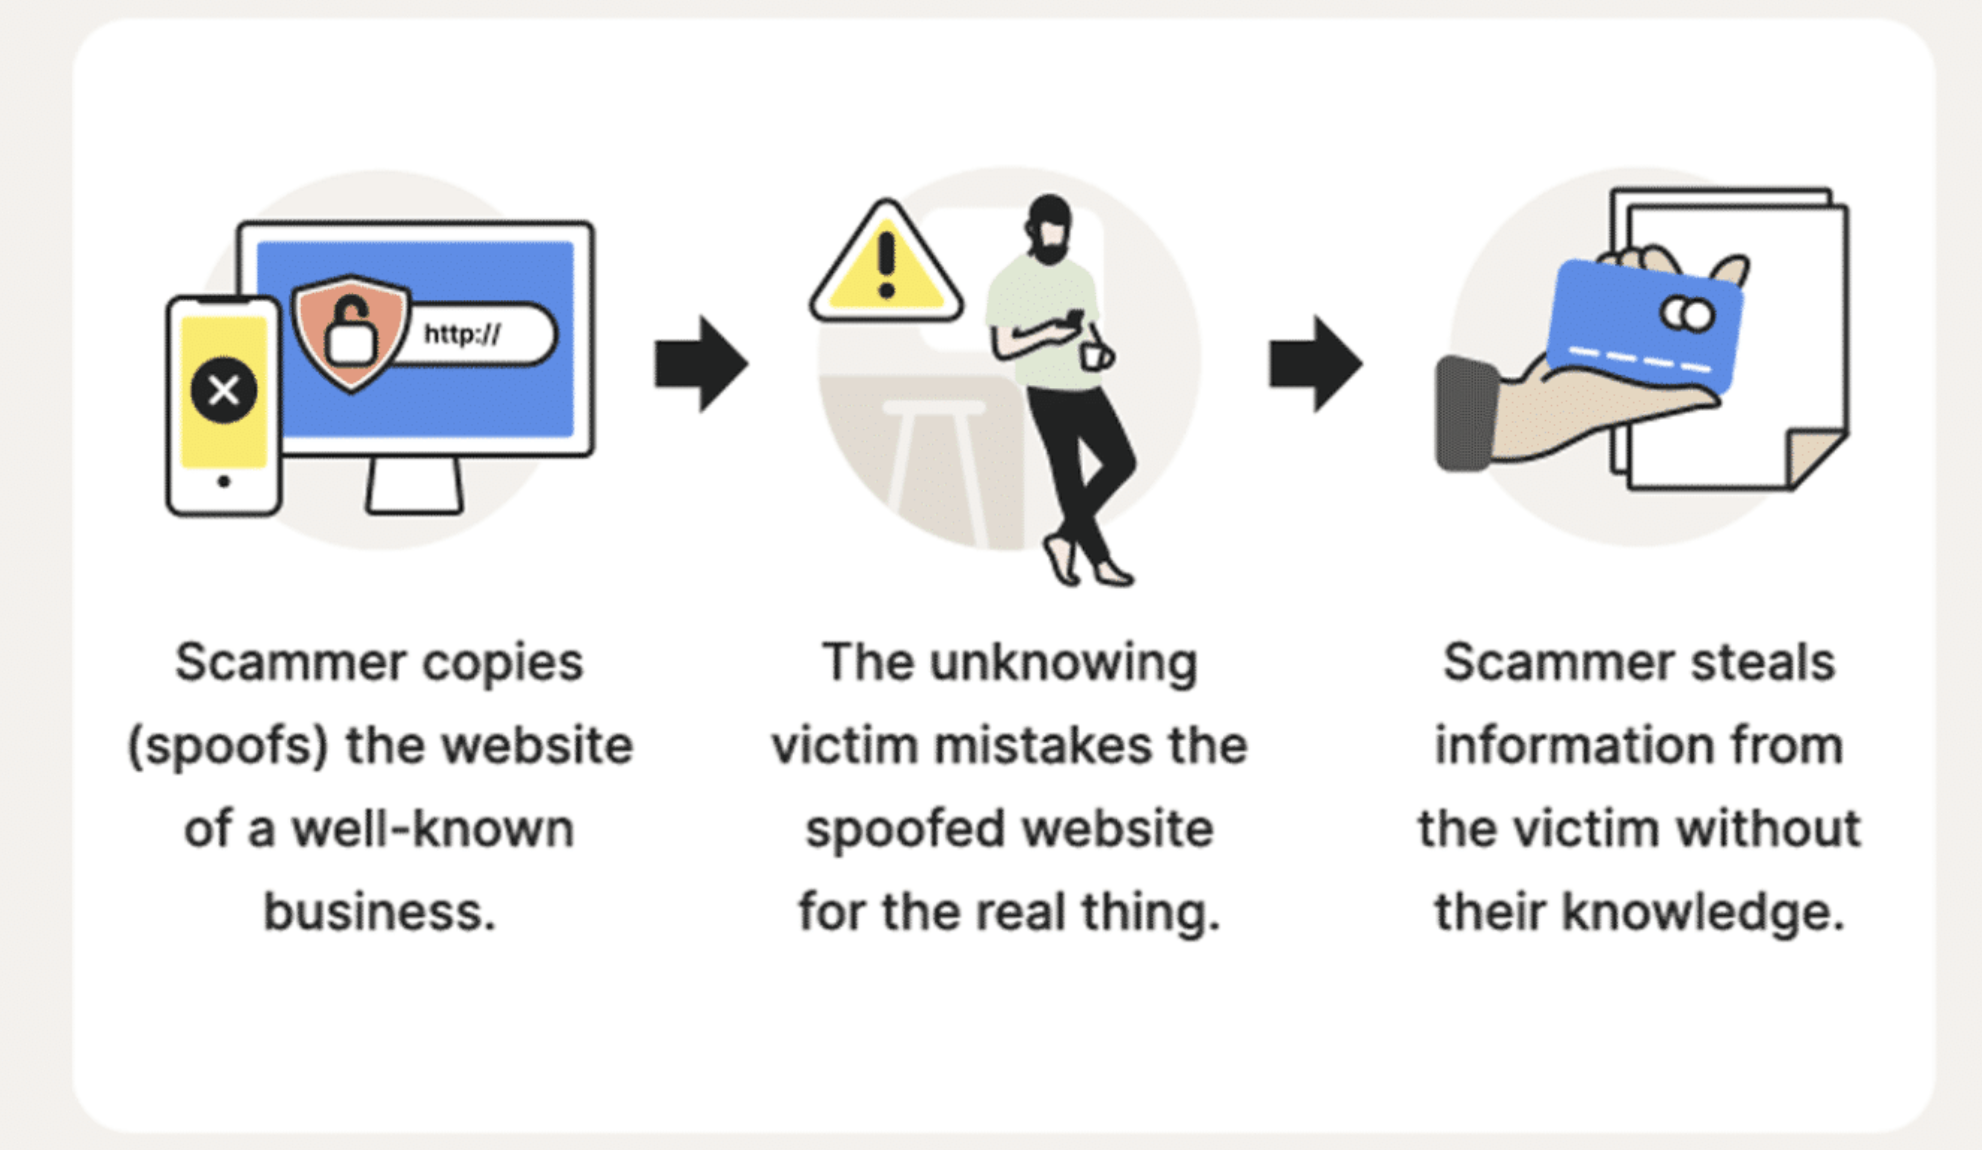 http://
Scammer copies
(spoofs) the website
of a well-known
business.
The unknowing
victim mistakes the
spoofed website
for the real thing.
Scammer steals
information from
the victim without
their knowledge.